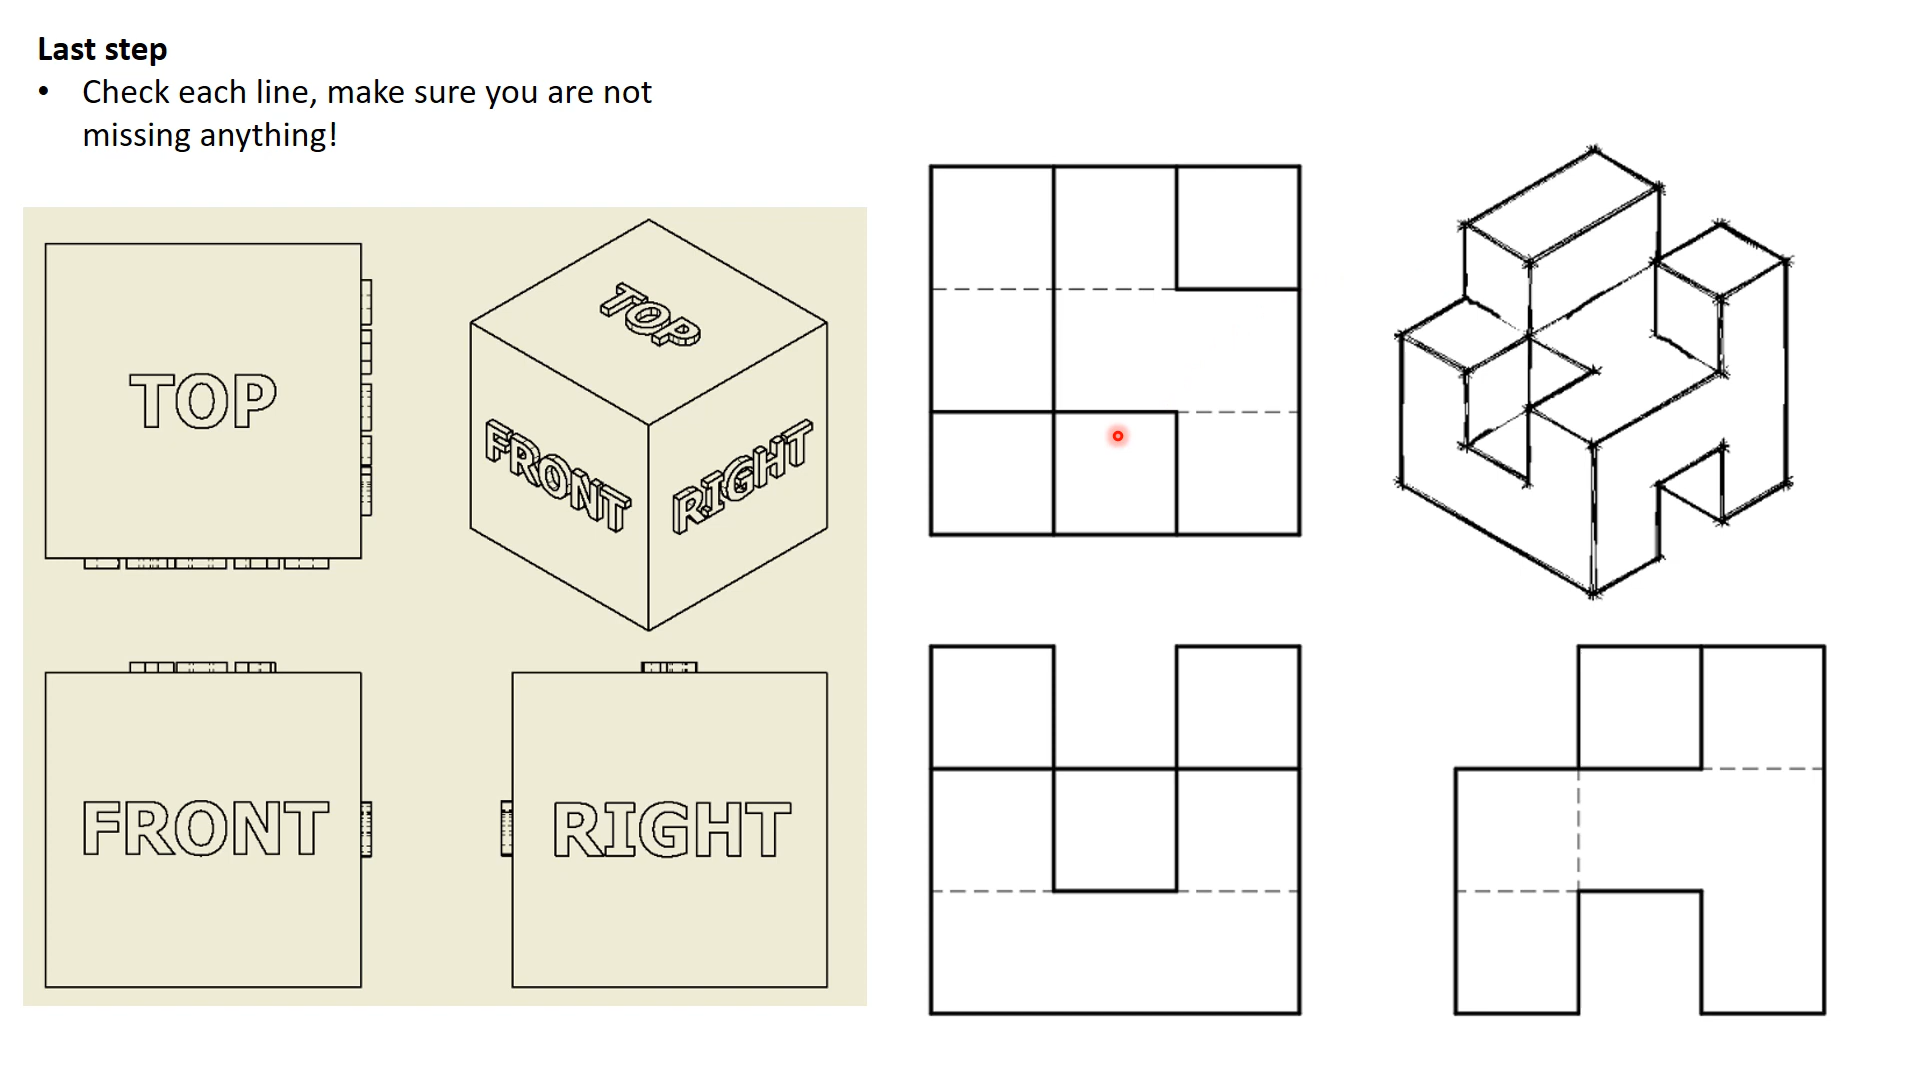 Last step
• Check each line, make sure you are not
missing anything!
TOP
TOP
FRONT
RIGHT
FRONT
RIGHT